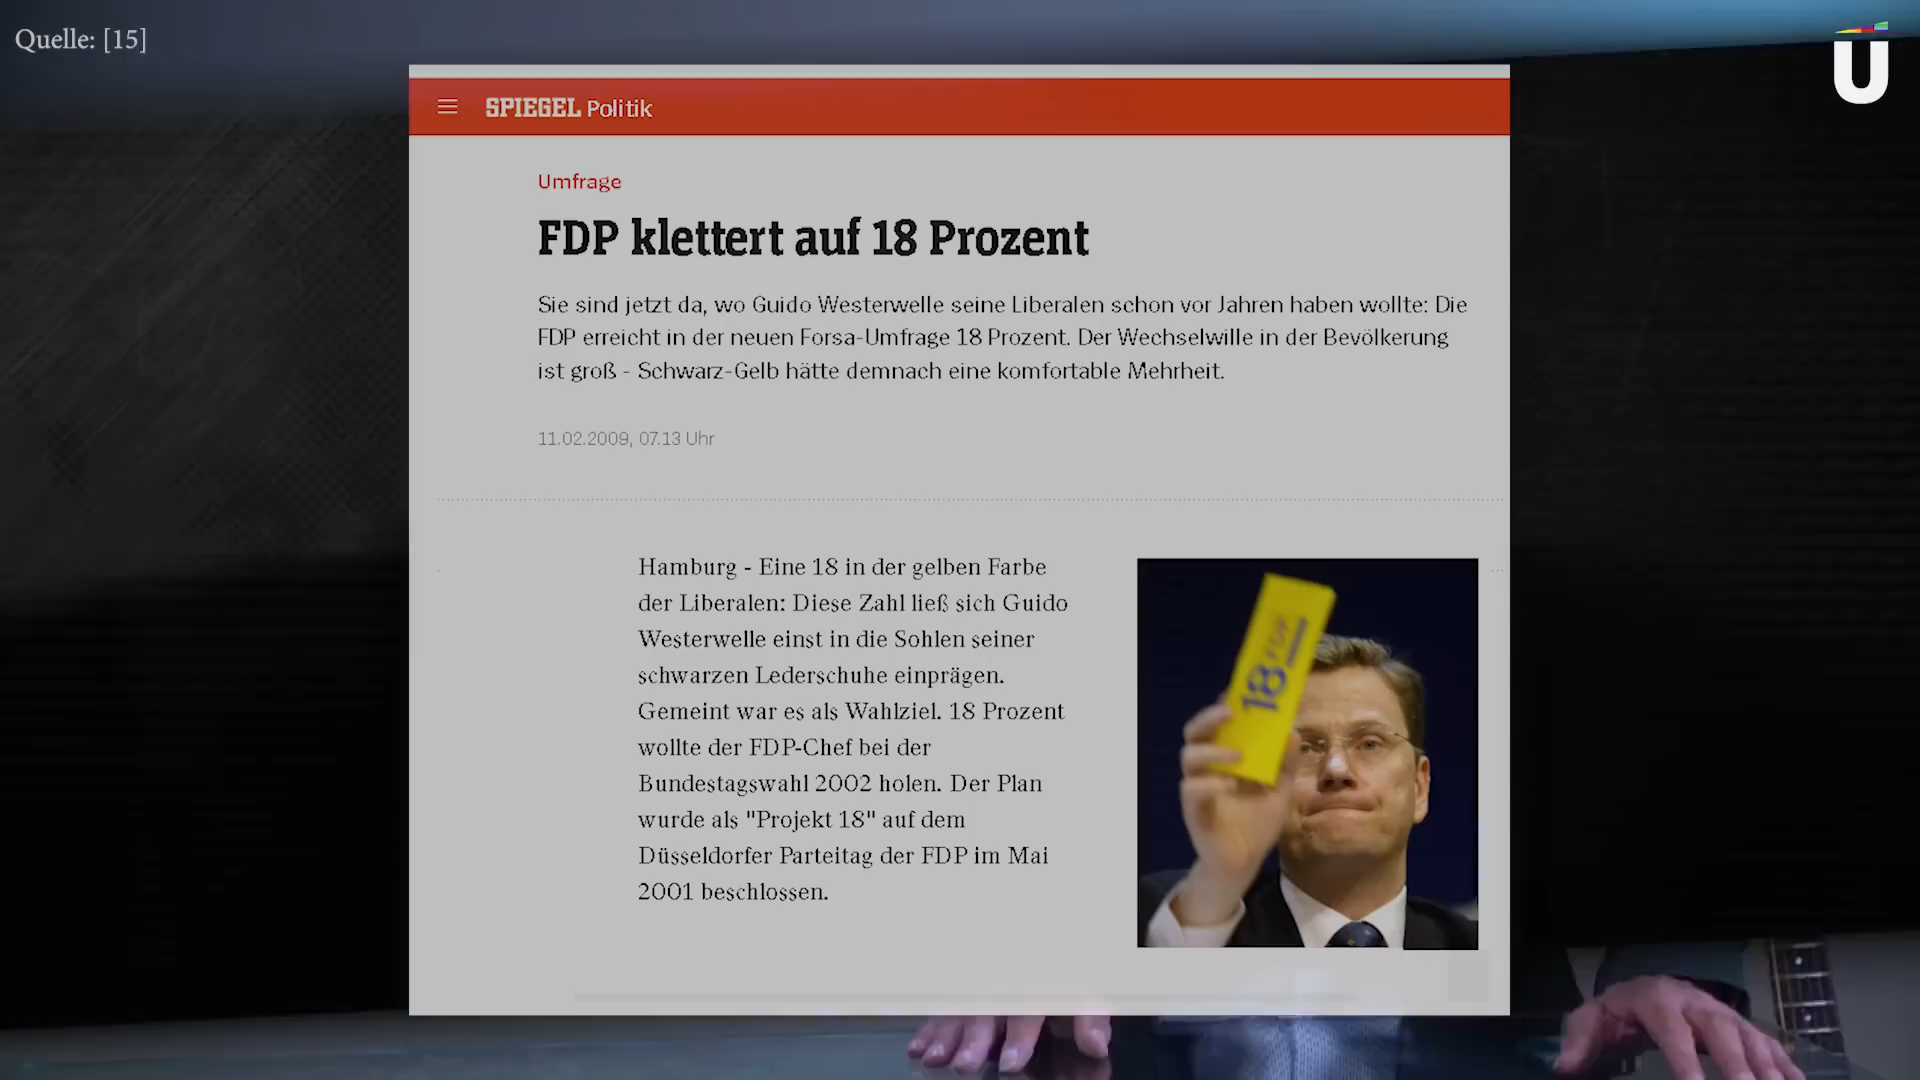 Quelle: [15]
U
SPIEGEL Politik
Umfrage
FDP klettert auf 18 Prozent
Sie sind jetzt da, wo Guido Westerwelle seine Liberalen schon vor Jahren haben wollte: Die
FDP erreicht in der neuen Forsa-Umfrage 18 Prozent. Der Wechselwille in der Bevölkerung
ist groß - Schwarz-Gelb hätte demnach eine komfortable Mehrheit.
11.02.2009, 07.13 Uhr
Hamburg - Eine 18 in der gelben Farbe
der Liberalen: Diese Zahl ließ sich Guido
Westerwelle einst in die Sohlen seiner
schwarzen Lederschuhe einprägen.
Gemeint war es als Wahlziel. 18 Prozent
wollte der FDP-Chef bei der
Bundestagswahl 2002 holen. Der Plan
wurde als "Projekt 18" auf dem
Düsseldorfer Parteitag der FDP im Mai
2001 beschlossen.
18 FDP